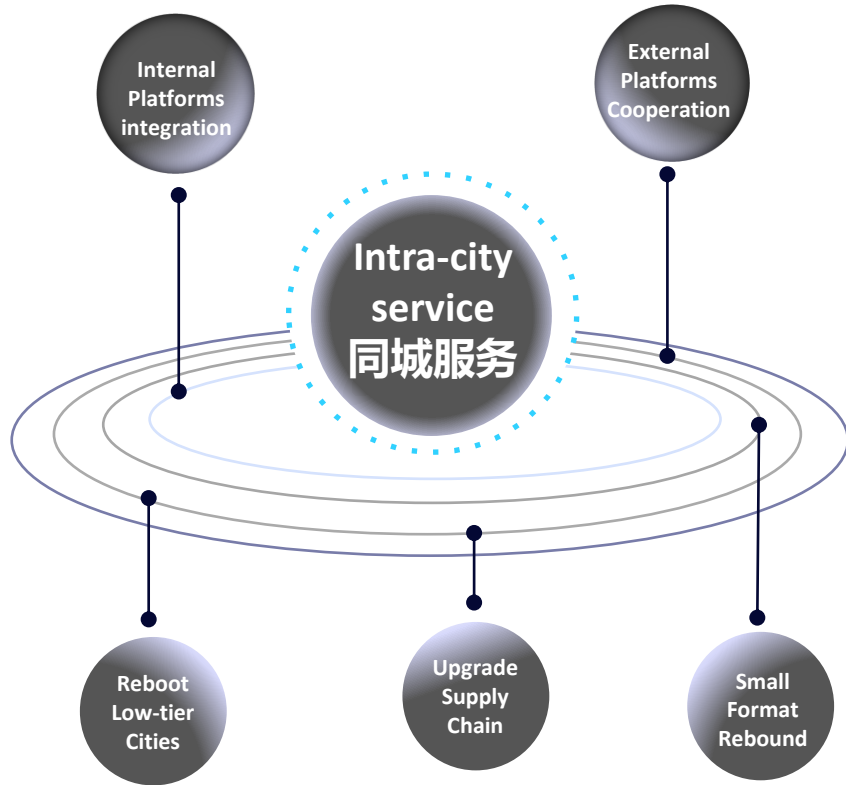 Internal
Platforms
integration
External
Platforms
Cooperation
Intra-city
service
同城服务
Reboot
Low-tier
Cities
Upgrade
Supply
Chain
Small
Format
Rebound